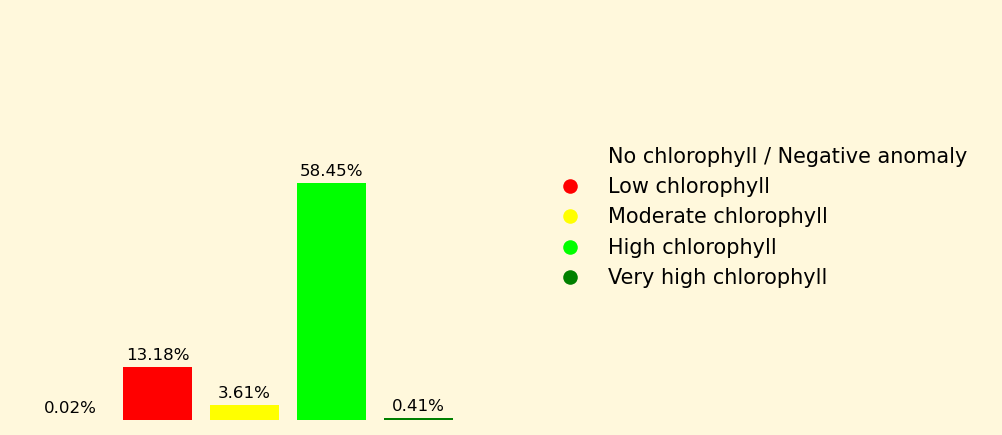 58.45%
13.18%
3.61%
0.02%
0.41%
No chlorophyll / Negative anomaly
Low chlorophyll
Moderate chlorophyll
High chlorophyll
Very high chlorophyll